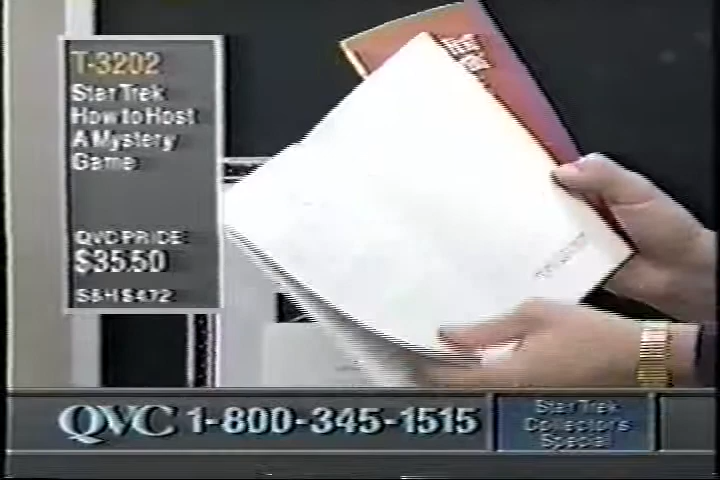 T-3202
Star Trek
How to Host
A Mystery
Game
QVC PRICE
$35.50
S&H $4.72
QVC 1-800-345-1515
Star Trek
Collectors
Special